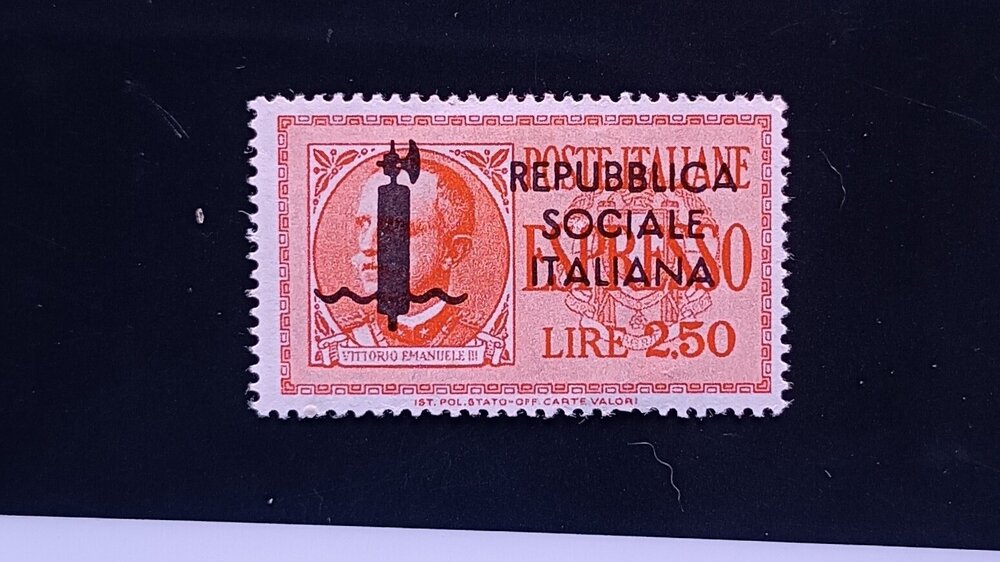 POSTE ITALIANE
REPUBBLICA
SOCIALE
ESPRESSO
ITALIANA
LIRE 2,50
VITTORIO EMANUELE III
IST. POL. STATO-OFF. CARTE VALORI